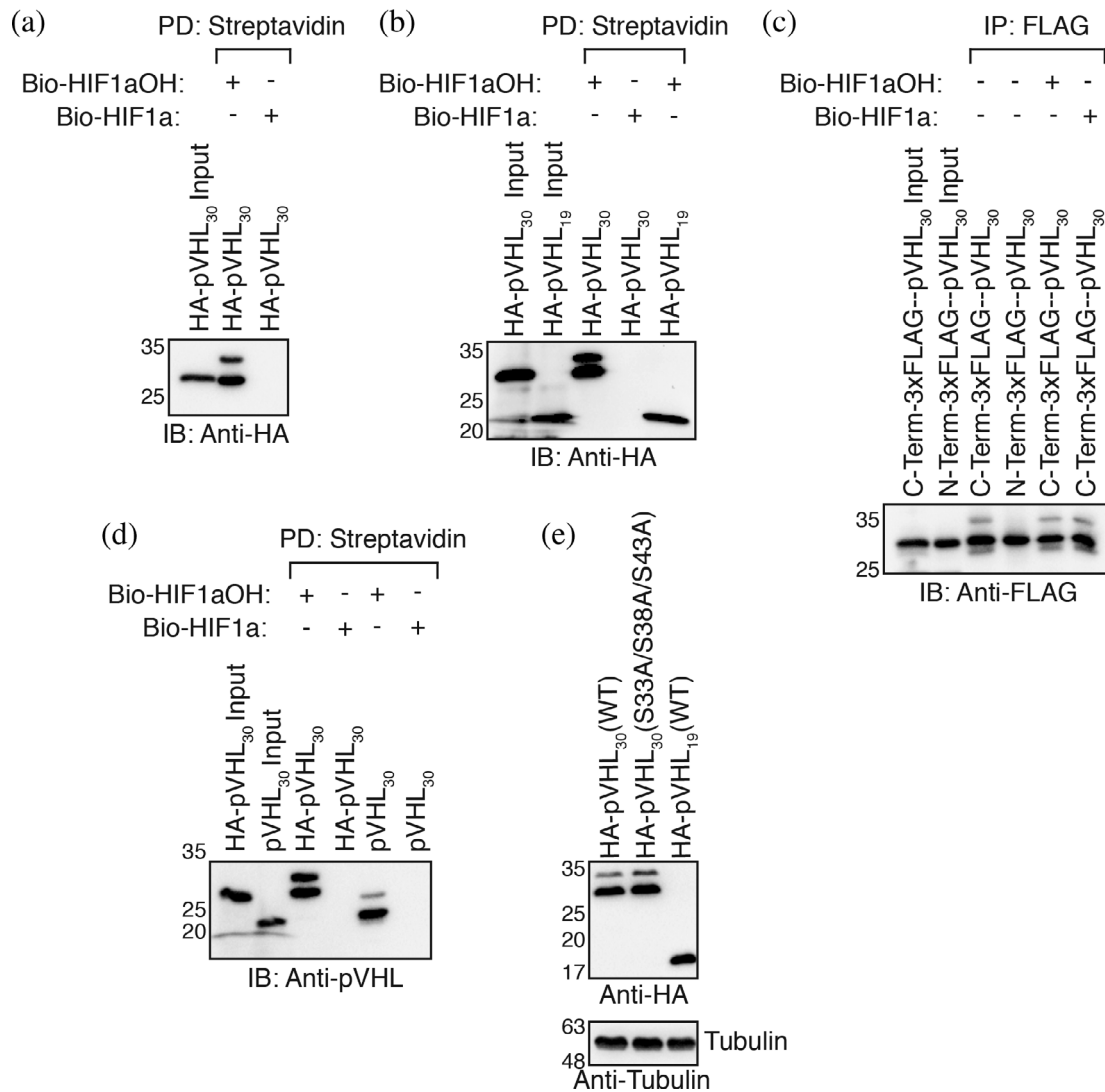 (a)
PD: Streptavidin
Bio-HIF1aOH: + -
Bio-HIF1a: - +
HA-pVHL30 Input
HA-pVHL30
HA-pVHL30
35
25
IB: Anti-HA
(b)
PD: Streptavidin
Bio-HIF1aOH: + - +
Bio-HIF1a: - + -
HA-pVHL30 Input
HA-pVHL19 Input
HA-pVHL30
HA-pVHL30
HA-pVHL19
35
25
20
IB: Anti-HA
(c)
IP: FLAG
Bio-HIF1aOH: - - + -
Bio-HIF1a: - - - +
C-Term-3xFLAG--pVHL30 Input
N-Term-3xFLAG--pVHL30 Input
C-Term-3xFLAG--pVHL30
N-Term-3xFLAG--pVHL30
C-Term-3xFLAG--pVHL30
C-Term-3xFLAG--pVHL30
35
25
IB: Anti-FLAG
(d)
PD: Streptavidin
Bio-HIF1aOH: + - + -
Bio-HIF1a: - + - +
HA-pVHL30 Input
pVHL30 Input
HA-pVHL30
HA-pVHL30
pVHL30
pVHL30
35
25
20
IB: Anti-pVHL
(e)
HA-pVHL30(WT)
HA-pVHL30(S33A/S38A/S43A)
HA-pVHL19(WT)
35
25
20
17
Anti-HA
63
48
Tubulin
Anti-Tubulin